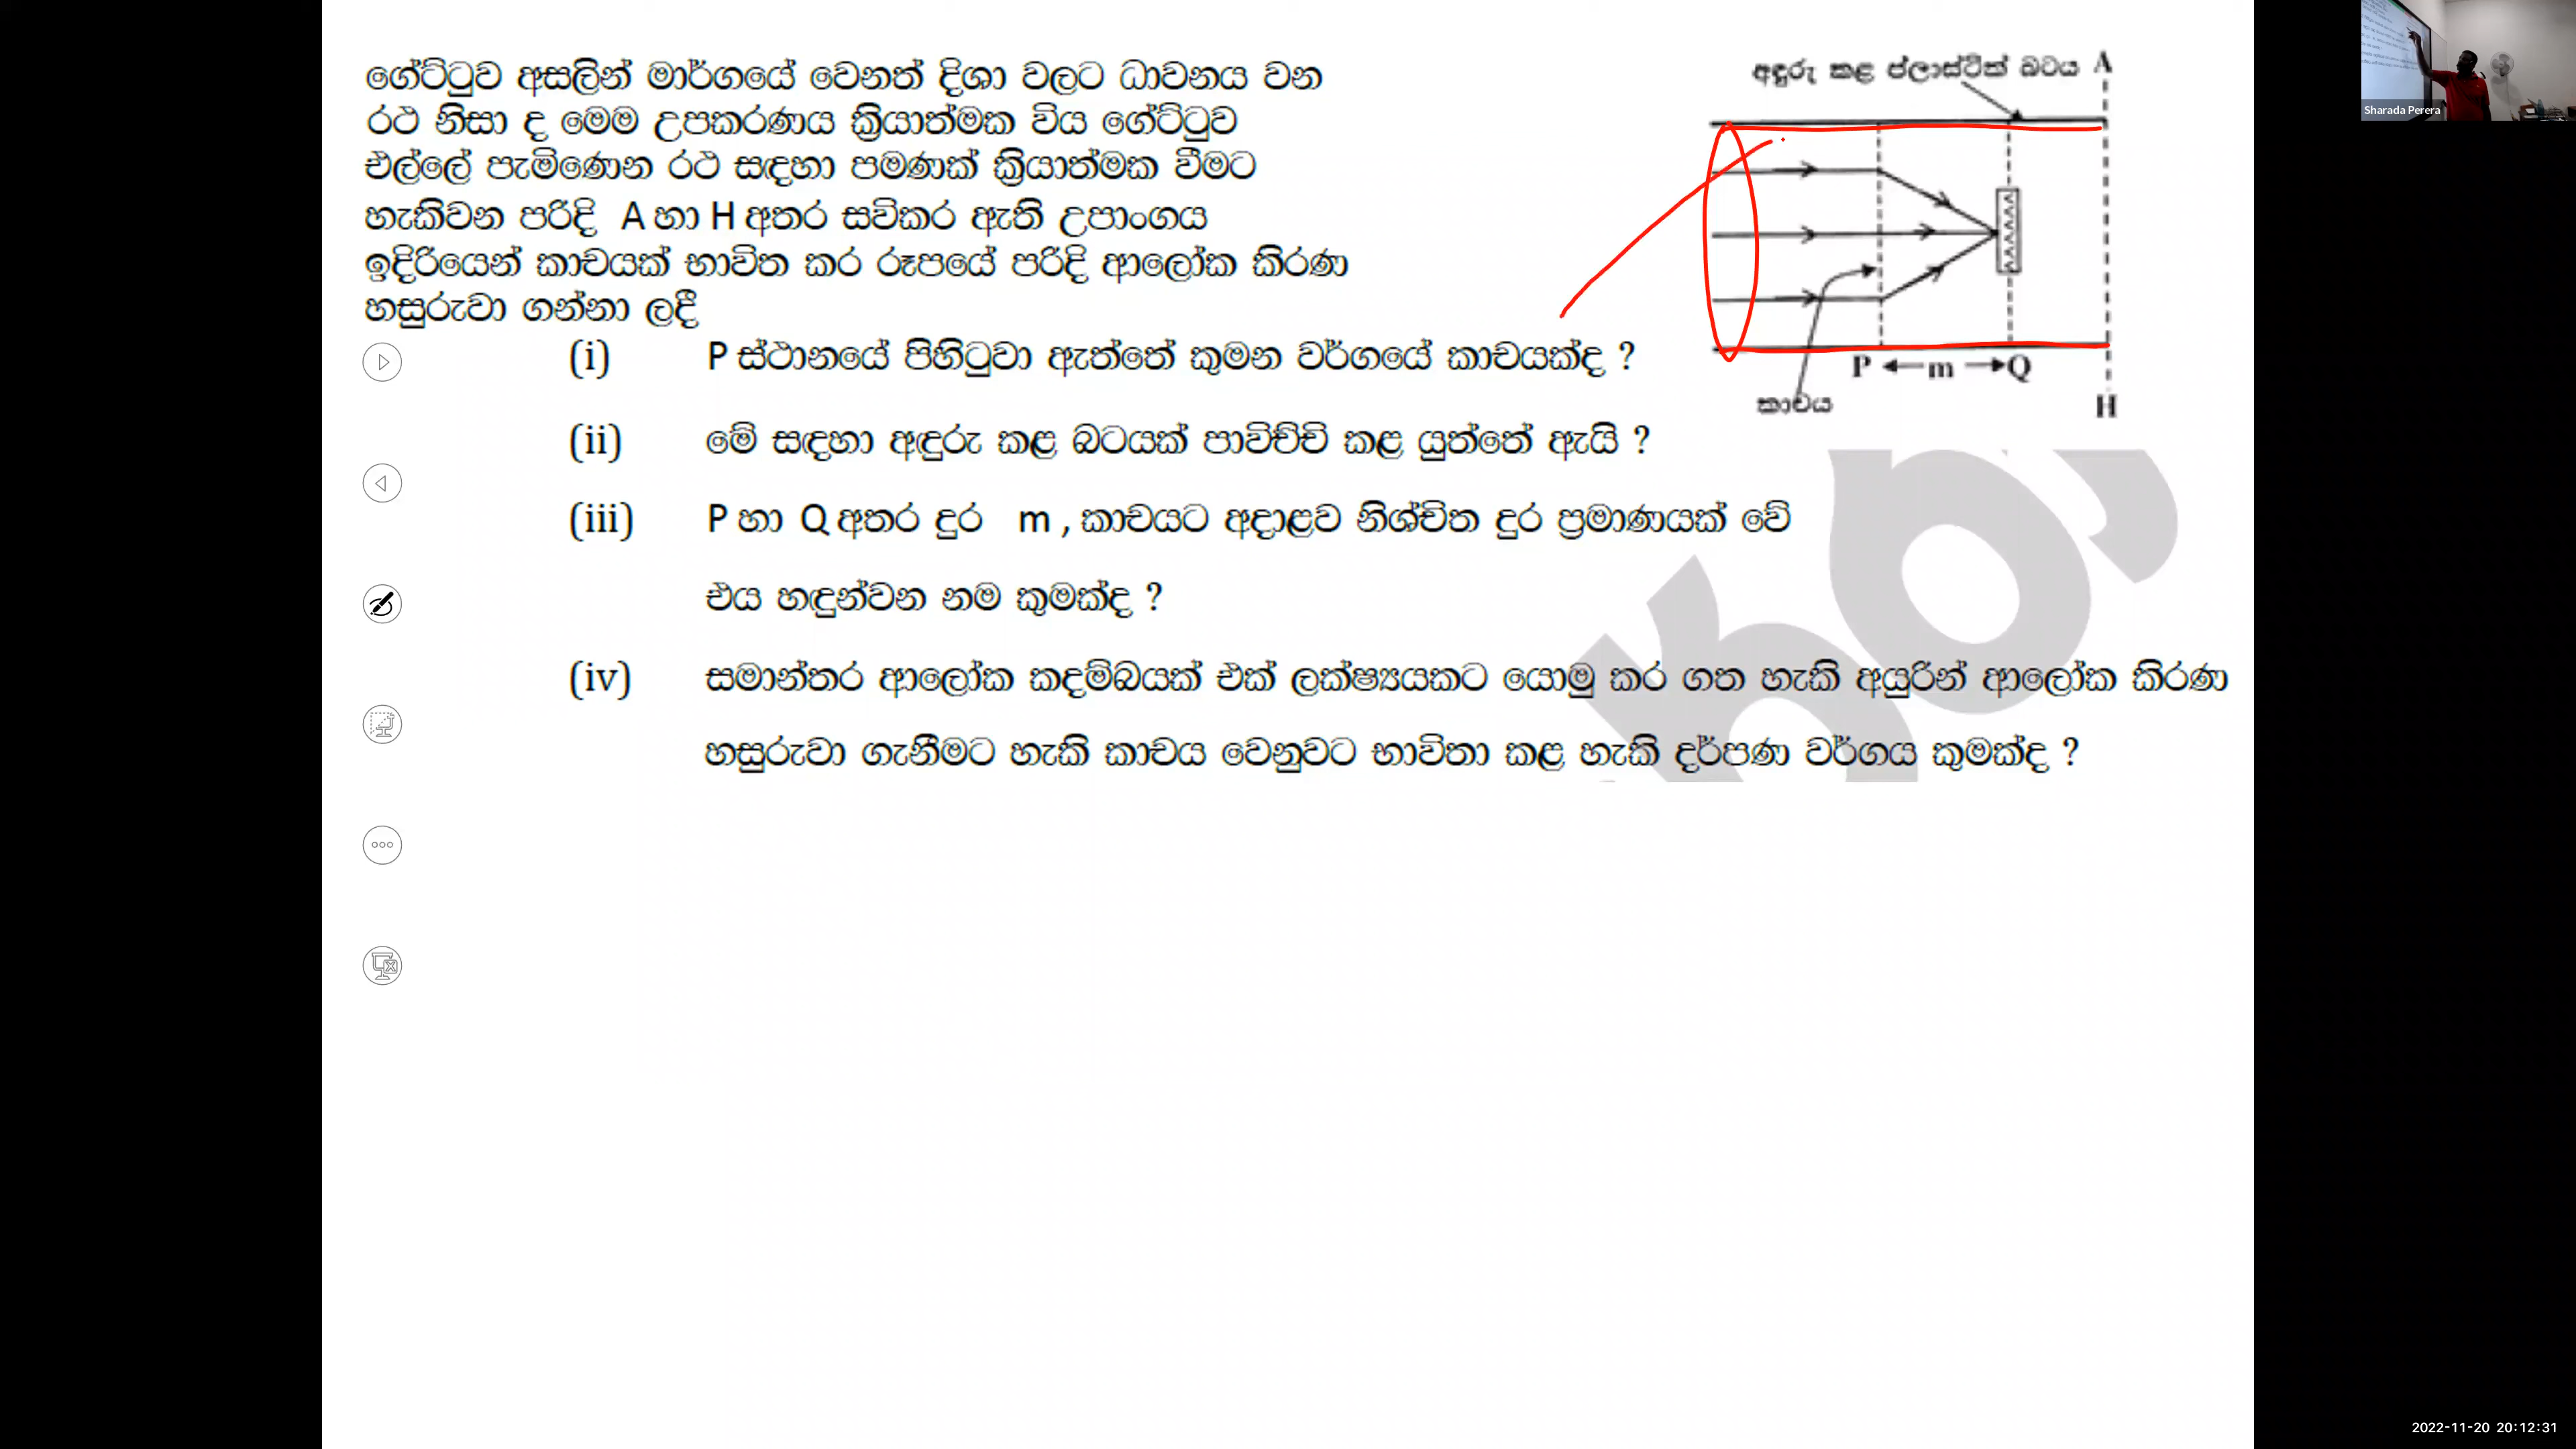 ගේට්ටුව අසලින් මාර්ගයේ වෙනත් දිශා වලට ධාවනය වන
රථ නිසා ද මෙම උපකරණය ක්‍රියාත්මක විය ගේට්ටුව
එල්ලේ පැමිණෙන රථ සඳහා පමණක් ක්‍රියාත්මක වීමට
හැකිවන පරිදි A හා H අතර සවිකර ඇති උපාංගය
ඉදිරියෙන් කාචයක් භාවිත කර රූපයේ පරිදි ආලෝක කිරණ
හසුරුවා ගන්නා ලදී
අඳුරු කළ ප්ලාස්ටික් බටය A
P m Q
කාචය
H
(i) P ස්ථානයේ පිහිටුවා ඇත්තේ කුමන වර්ගයේ කාචයක්ද ?
(ii) මේ සඳහා අඳුරු කළ බටයක් පාවිච්චි කළ යුත්තේ ඇයි ?
(iii) P හා Q අතර දුර m , කාචයට අදාළව නිශ්චිත දුර ප්‍රමාණයක් වේ
එය හඳුන්වන නම කුමක්ද ?
(iv) සමාන්තර ආලෝක කදම්බයක් එක් ලක්ෂ්‍යයකට යොමු කර ගත හැකි අයුරින් ආලෝක කිරණ
හසුරුවා ගැනීමට හැකි කාචය වෙනුවට භාවිතා කළ හැකි දර්පණ වර්ගය කුමක්ද ?
Sharada Perera
2022-11-20 20:12:31